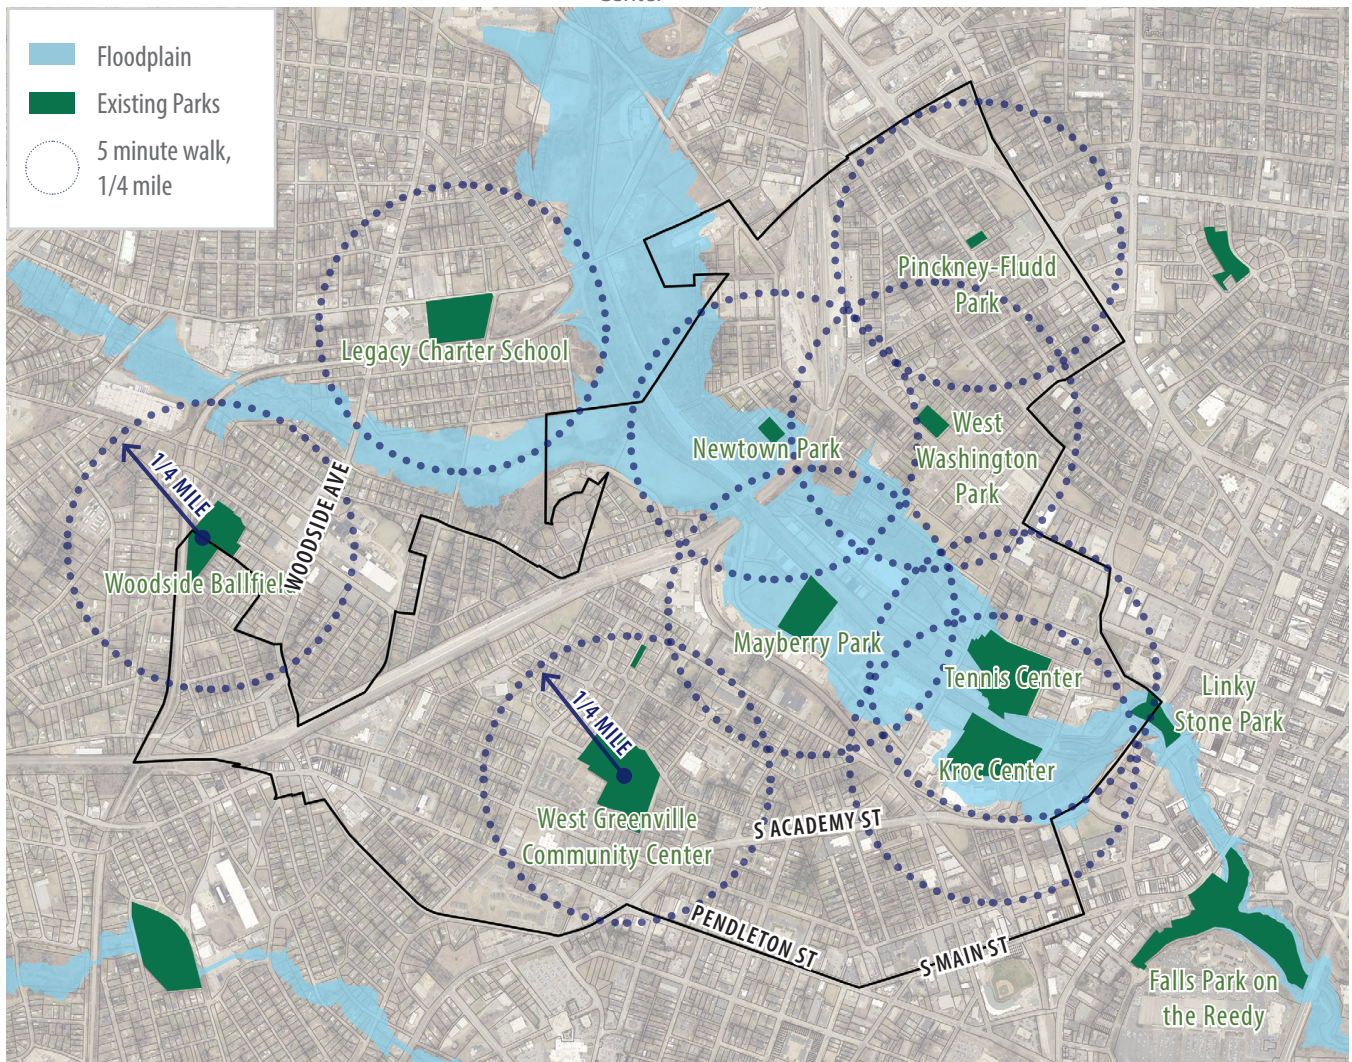 Center
Floodplain
Existing Parks
5 minute walk,
1/4 mile
Pinckney-Fludd
Park
Legacy Charter School
West
Washington
Park
Newtown Park
1/4 MILE
WOODSIDE AVE
Woodside Ballfiel
Mayberry Park
Tennis Center
Linky
Stone Park
1/4 MILE
Kroc Center
West Greenville
Community Center
S ACADEMY ST
PENDLETON ST
S MAIN ST
Falls Park on
the Reedy